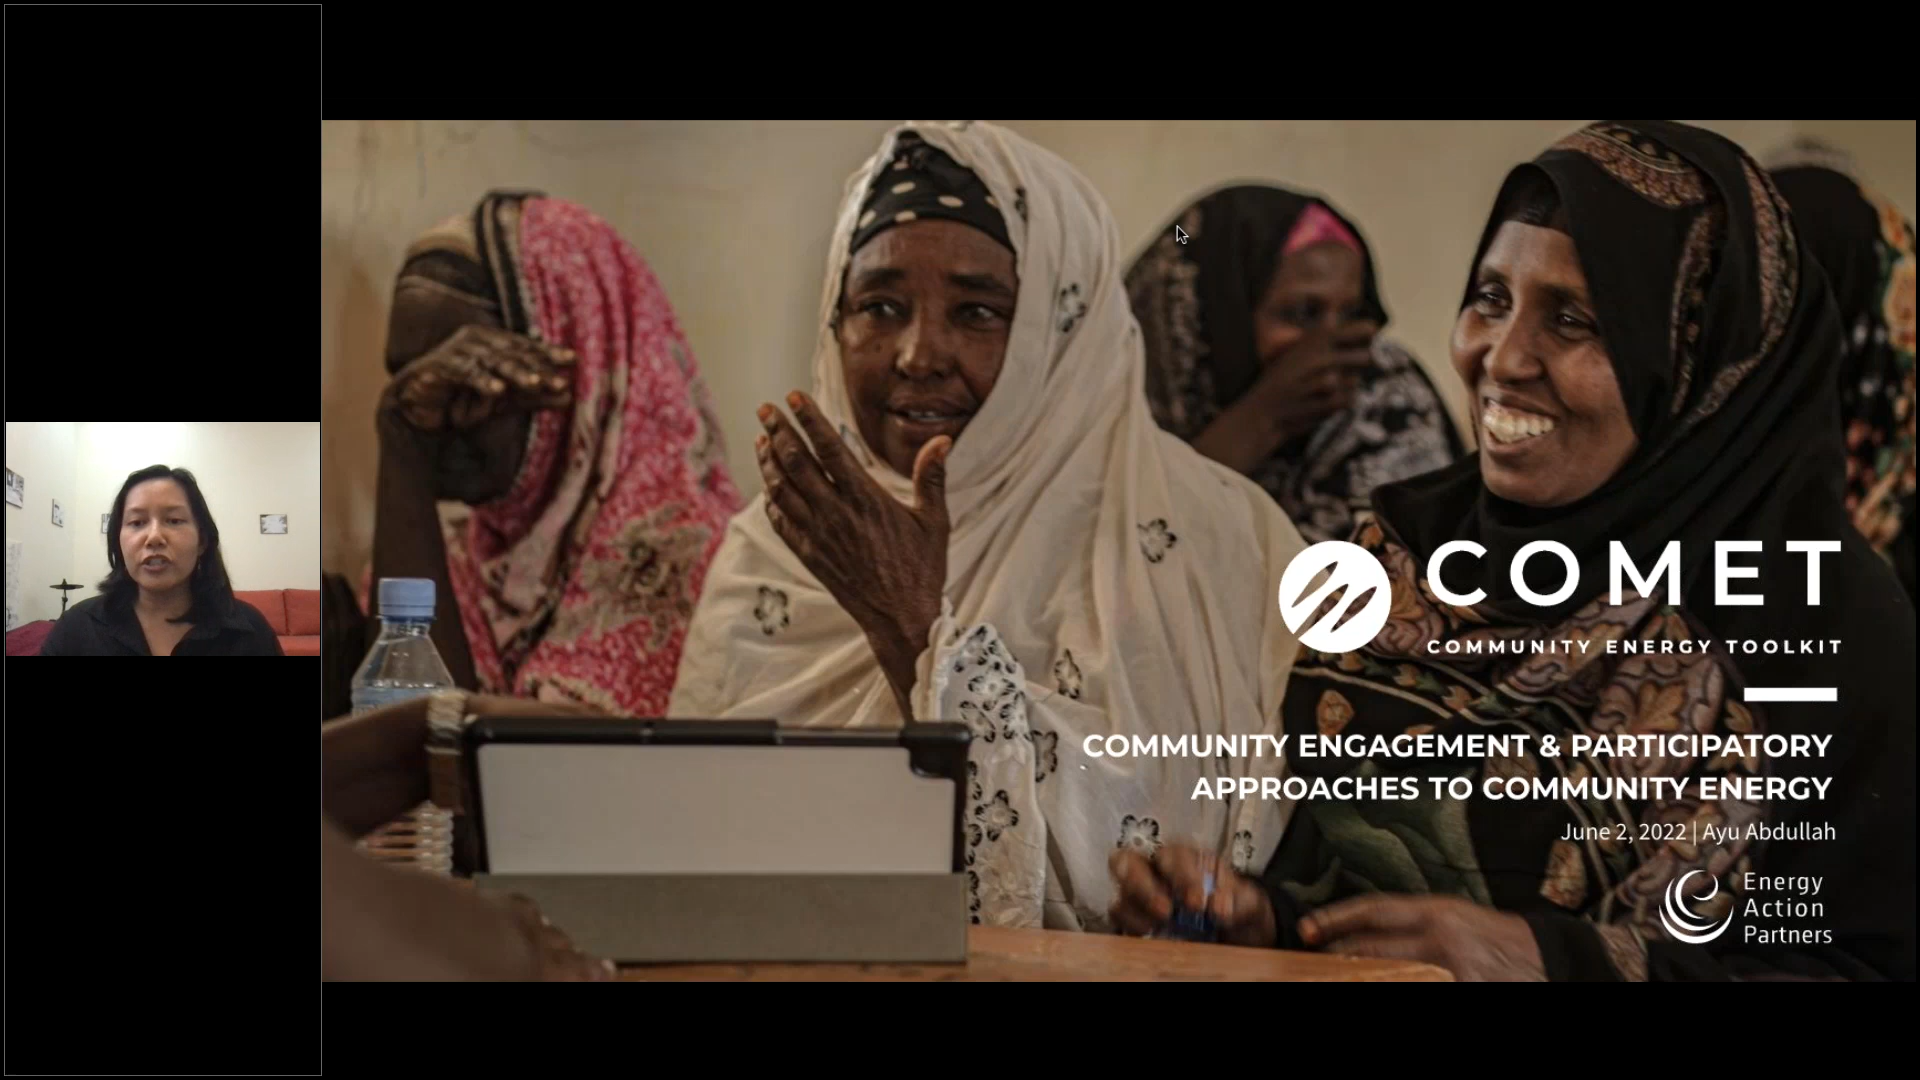 COMET
COMMUNITY ENERGY TOOLKIT
COMMUNITY ENGAGEMENT & PARTICIPATORY
APPROACHES TO COMMUNITY ENERGY
June 2, 2022 | Ayu Abdullah
Energy
Action
Partners